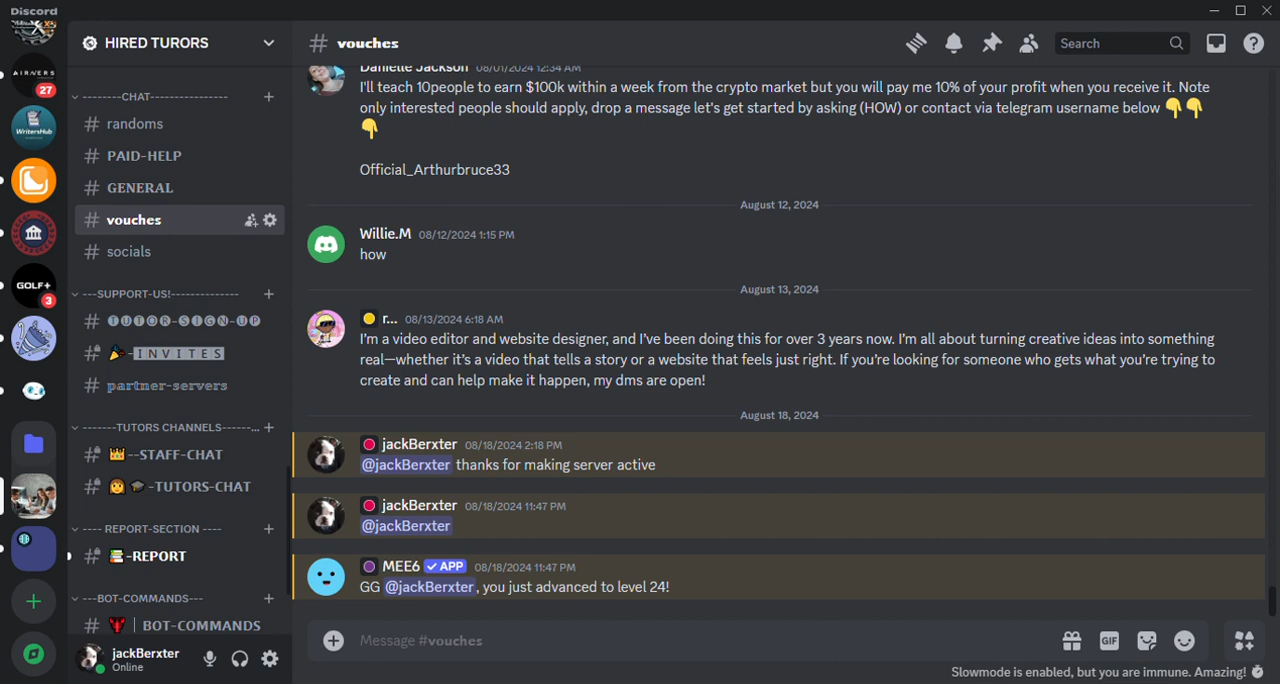 Discord
AIRVERS
27
WritersHub
GOLF+
3
HIRED TURORS
--------CHAT----------------
randoms
PAID-HELP
GENERAL
vouches
socials
---SUPPORT-US!--------------
🅣🅤🅣🅞🅡-🅢🅘🅖🅝-🅤🅟
🎉-INVITES
partner-servers
-------TUTORS CHANNELS------...
👑--STAFF-CHAT
👩‍🎓-TUTORS-CHAT
---- REPORT-SECTION ----
📚-REPORT
---BOT-COMMANDS---
| BOT-COMMANDS
jackBerxter
Online
# vouches
Search
Danielle Jackson 08/01/2024 12:34 AM
I'll teach 10people to earn $100k within a week from the crypto market but you will pay me 10% of your profit when you receive it. Note
only interested people should apply, drop a message let's get started by asking (HOW) or contact via telegram username below 👇👇
👇
Official_Arthurbruce33
August 12, 2024
Willie.M 08/12/2024 1:15 PM
how
August 13, 2024
r... 08/13/2024 6:18 AM
I'm a video editor and website designer, and I've been doing this for over 3 years now. I'm all about turning creative ideas into something
real—whether it's a video that tells a story or a website that feels just right. If you're looking for someone who gets what you're trying to
create and can help make it happen, my dms are open!
August 18, 2024
jackBerxter 08/18/2024 2:18 PM
@jackBerxter thanks for making server active
jackBerxter 08/18/2024 11:47 PM
@jackBerxter
MEE6 ✓ APP 08/18/2024 11:47 PM
GG @jackBerxter, you just advanced to level 24!
Message #vouches
GIF
Slowmode is enabled, but you are immune. Amazing!